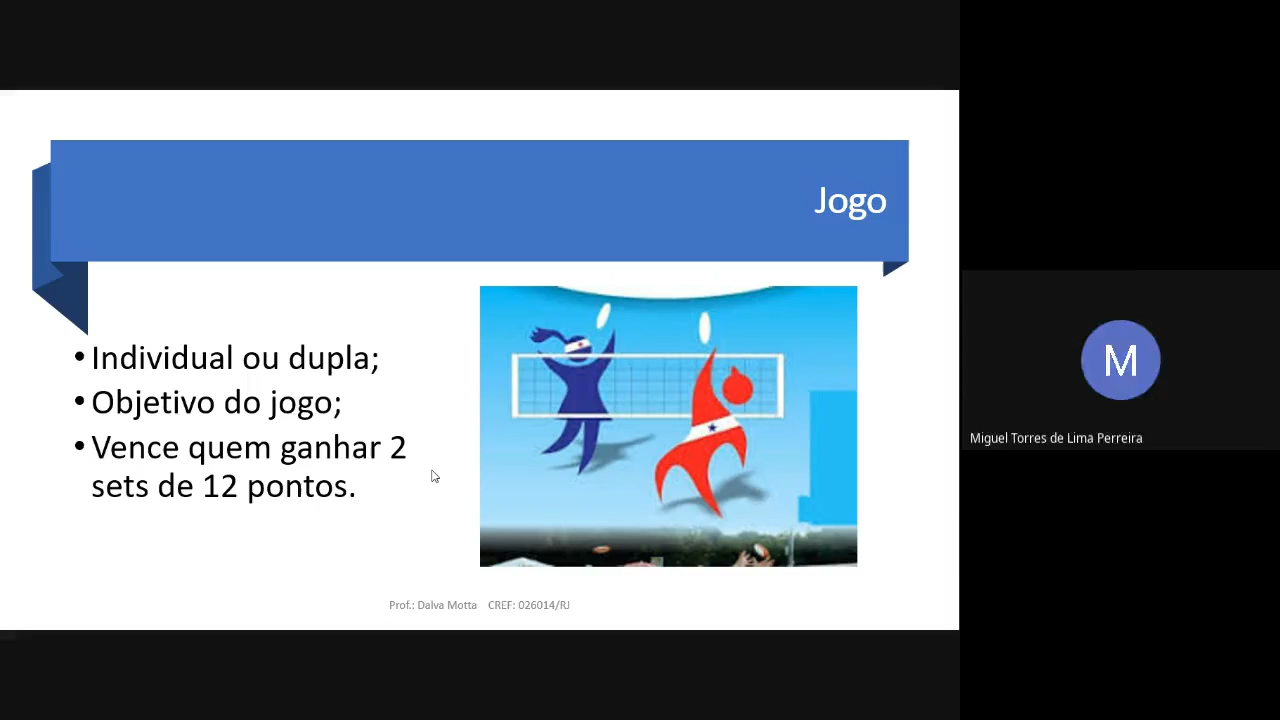 Jogo
• Individual ou dupla;
• Objetivo do jogo;
• Vence quem ganhar 2
sets de 12 pontos.
Prof.: Dalva Motta CREF: 026014/RJ
M
Miguel Torres de Lima Perreira